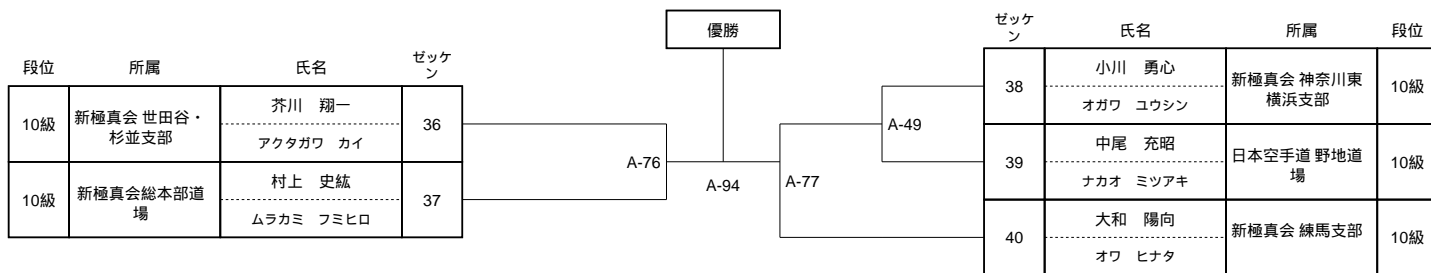 優勝
段位 所属 氏名 ゼッケ
ン
10級 新極真会 世田谷・
杉並支部 芥川 翔一
アクタガワ カイ 36
10級 新極真会総本部道
場 村上 史紘
ムラカミ フミヒロ 37
A-76
A-94
A-77
A-49
ゼッケ
ン 氏名 所属 段位
38 小川 勇心
オガワ ユウシン 新極真会 神奈川東
横浜支部 10級
39 中尾 充昭
ナカオ ミツアキ 日本空手道 野地道
場 10級
40 大和 陽向
オワ ヒナタ 新極真会 練馬支部 10級